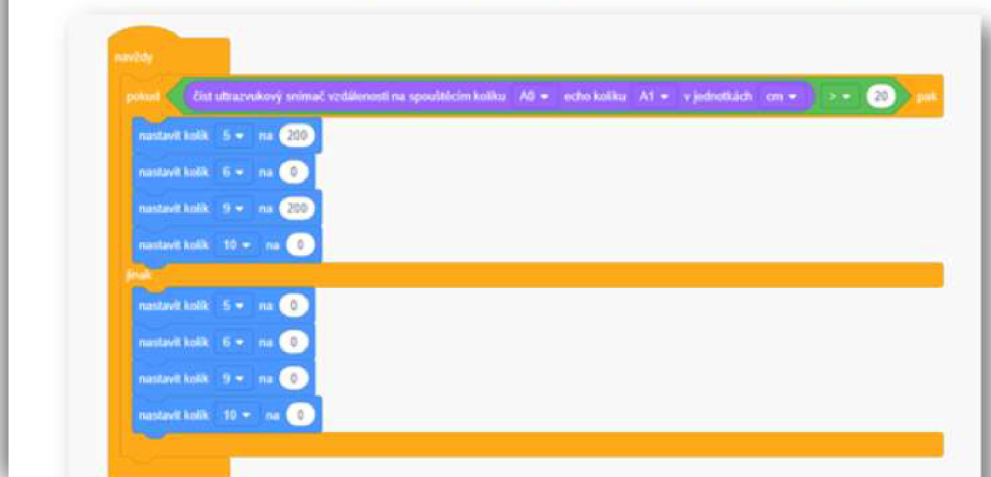 navždy
pokud číst ultrazvukový snímač vzdálenosti na spouštěcím kolíku A0 echo kolíku A1 v jednotkách cm > 20 pak
nastavit kolík 5 na 200
nastavit kolík 6 na 0
nastavit kolík 9 na 200
nastavit kolík 10 na 0
jinak
nastavit kolík 5 na 0
nastavit kolík 6 na 0
nastavit kolík 9 na 0
nastavit kolík 10 na 0